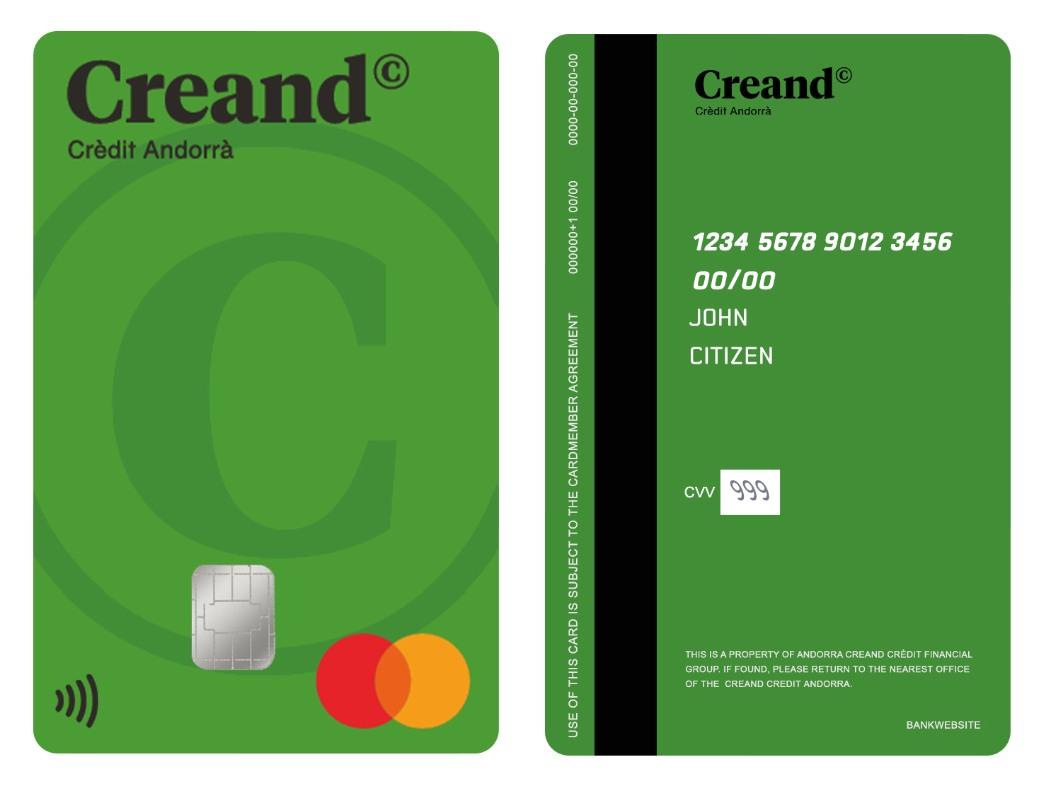 Creand©
Crèdit Andorrà
C
USE OF THIS CARD IS SUBJECT TO THE CARDMEMBER AGREEMENT 000000+1 00/00 0000-00-000-00
Creand©
Crèdit Andorrà
1234 5678 9012 3456
00/00
JOHN
CITIZEN
CVV 999
THIS IS A PROPERTY OF ANDORRA CREAND CRÈDIT FINANCIAL
GROUP. IF FOUND, PLEASE RETURN TO THE NEAREST OFFICE
OF THE CREAND CREDIT ANDORRA.
BANKWEBSITE